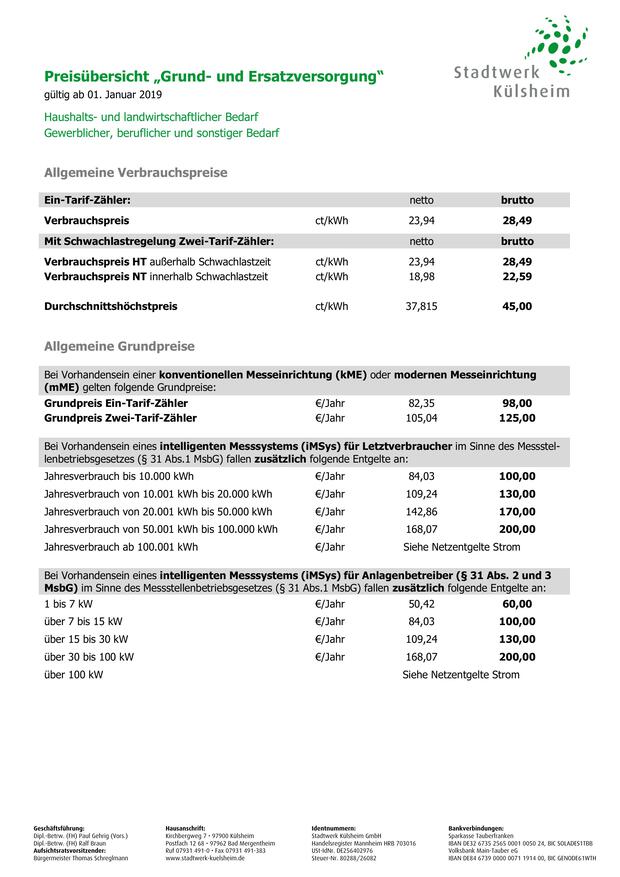 Stadtwerk
Külsheim
Preisübersicht „Grund- und Ersatzversorgung“
gültig ab 01. Januar 2019
Haushalts- und landwirtschaftlicher Bedarf
Gewerblicher, beruflicher und sonstiger Bedarf
Allgemeine Verbrauchspreise
Ein-Tarif-Zähler: netto brutto
Verbrauchspreis ct/kWh 23,94 28,49
Mit Schwachlastregelung Zwei-Tarif-Zähler: netto brutto
Verbrauchspreis HT außerhalb Schwachlastzeit ct/kWh 23,94 28,49
Verbrauchspreis NT innerhalb Schwachlastzeit ct/kWh 18,98 22,59
Durchschnittshöchstpreis ct/kWh 37,815 45,00
Allgemeine Grundpreise
Bei Vorhandensein einer konventionellen Messeinrichtung (kME) oder modernen Messeinrichtung
(mME) gelten folgende Grundpreise:
Grundpreis Ein-Tarif-Zähler €/Jahr 82,35 98,00
Grundpreis Zwei-Tarif-Zähler €/Jahr 105,04 125,00
Bei Vorhandensein eines intelligenten Messsystems (iMSys) für Letztverbraucher im Sinne des Messstel-
lenbetriebsgesetzes (§ 31 Abs.1 MsbG) fallen zusätzlich folgende Entgelte an:
Jahresverbrauch bis 10.000 kWh €/Jahr 84,03 100,00
Jahresverbrauch von 10.001 kWh bis 20.000 kWh €/Jahr 109,24 130,00
Jahresverbrauch von 20.001 kWh bis 50.000 kWh €/Jahr 142,86 170,00
Jahresverbrauch von 50.001 kWh bis 100.000 kWh €/Jahr 168,07 200,00
Jahresverbrauch ab 100.001 kWh €/Jahr Siehe Netzentgelte Strom
Bei Vorhandensein eines intelligenten Messsystems (iMSys) für Anlagenbetreiber (§ 31 Abs. 2 und 3
MsbG) im Sinne des Messstellenbetriebsgesetzes (§ 31 Abs.1 MsbG) fallen zusätzlich folgende Entgelte an:
1 bis 7 kW €/Jahr 50,42 60,00
über 7 bis 15 kW €/Jahr 84,03 100,00
über 15 bis 30 kW €/Jahr 109,24 130,00
über 30 bis 100 kW €/Jahr 168,07 200,00
über 100 kW Siehe Netzentgelte Strom
Geschäftsführung:
Dipl.-Betrw. (FH) Paul Gehrig (Vors.)
Dipl.-Betrw. (FH) Ralf Braun
Aufsichtsratsvorsitzender:
Bürgermeister Thomas Schreglmann
Hausanschrift:
Kirchbergweg 7 • 97900 Külsheim
Postfach 12 68 • 97962 Bad Mergentheim
Ruf 07931 491-0 • Fax 07931 491-383
www.stadtwerk-kuelsheim.de
Identnummern:
Stadtwerk Külsheim GmbH
Handelsregister Mannheim HRB 703016
USt-IdNr. DE256402976
Steuer-Nr. 80288/26082
Bankverbindungen:
Sparkasse Tauberfranken
IBAN DE32 6735 2565 0001 0050 24, BIC SOLADES1TBB
Volksbank Main-Tauber eG
IBAN DE84 6739 0000 0071 1914 00, BIC GENODE61WTH